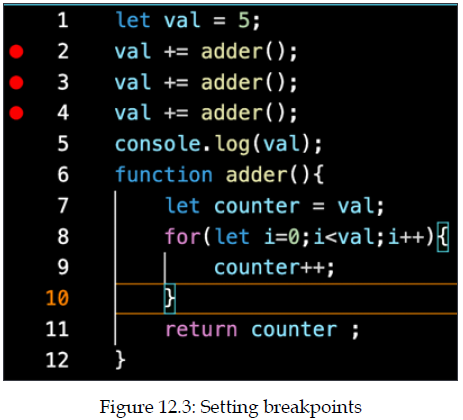 1 let val = 5;
2 val += adder();
3 val += adder();
4 val += adder();
5 console.log(val);
6 function adder(){
7 let counter = val;
8 for(let i=0;i<val;i++){
9 counter++;
10 }
11 return counter ;
12 }
Figure 12.3: Setting breakpoints